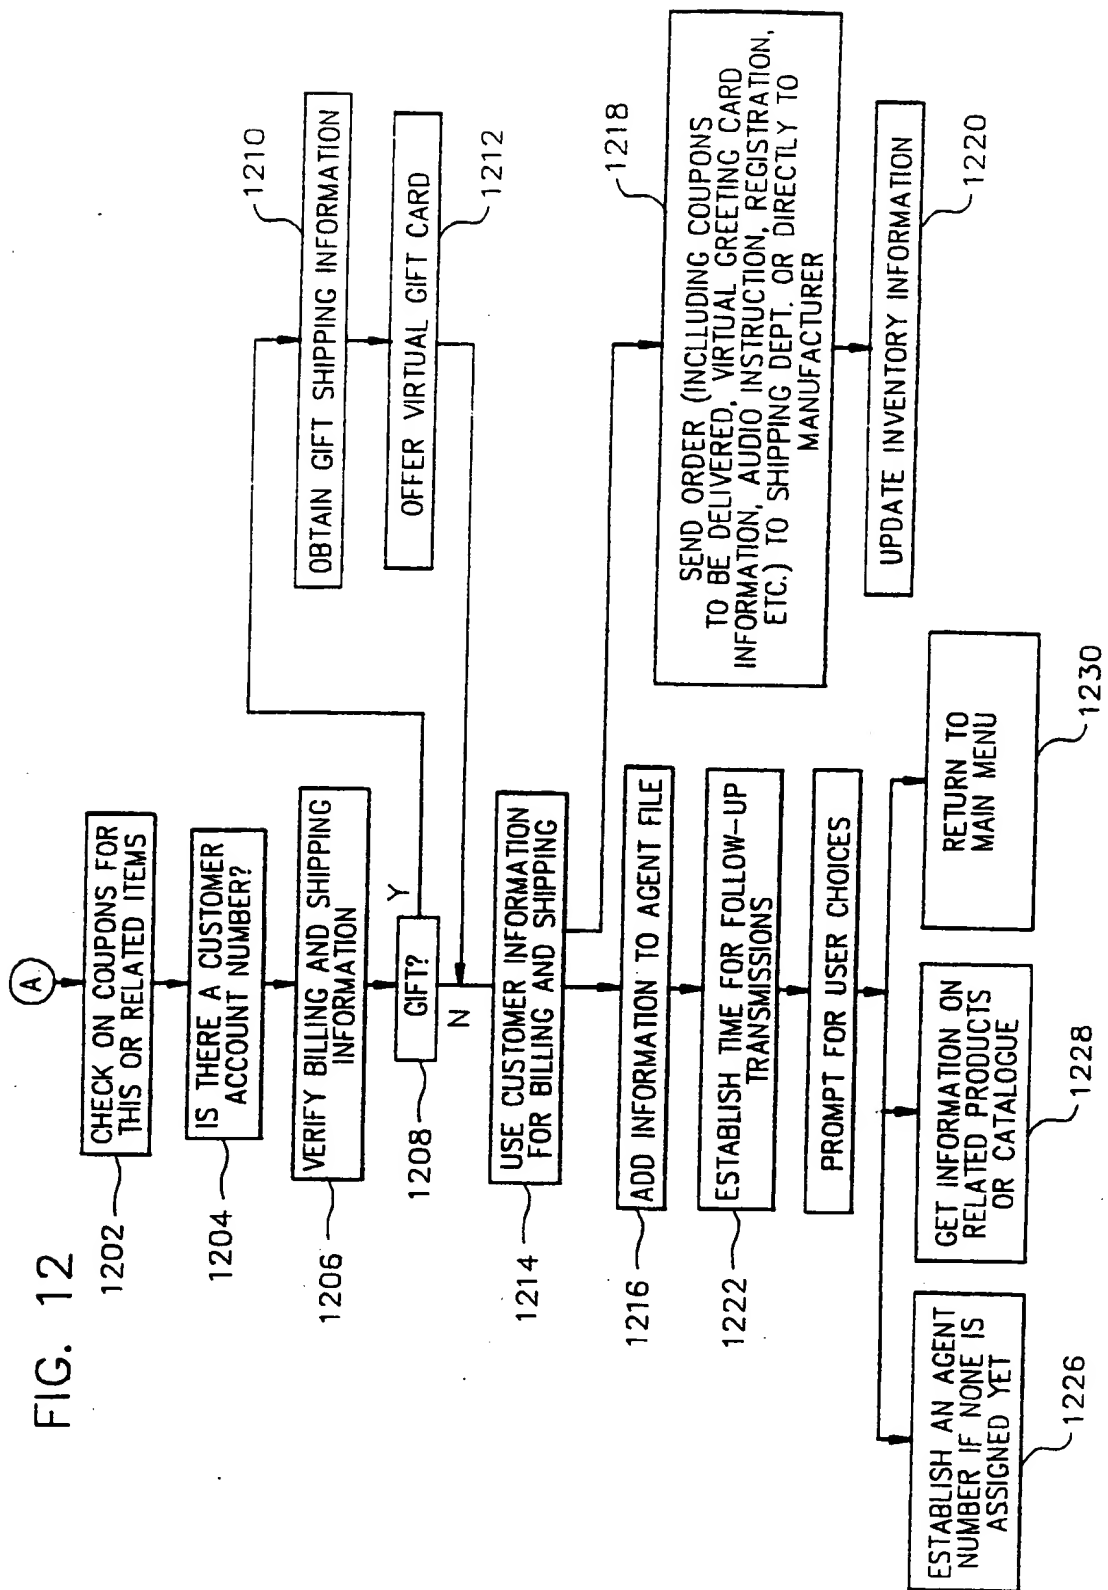 FIG. 12
A
CHECK ON COUPONS FOR
THIS OR RELATED ITEMS
1202
IS THERE A CUSTOMER
ACCOUNT NUMBER?
1204
VERIFY BILLING AND SHIPPING
INFORMATION
1206
GIFT?
1208
Y
N
OBTAIN GIFT SHIPPING INFORMATION
1210
OFFER VIRTUAL GIFT CARD
1212
USE CUSTOMER INFORMATION
FOR BILLING AND SHIPPING
1214
ADD INFORMATION TO AGENT FILE
1216
SEND ORDER (INCLUDING COUPONS
TO BE DELIVERED, VIRTUAL GREETING CARD
INFORMATION, AUDIO INSTRUCTION, REGISTRATION,
ETC.) TO SHIPPING DEPT. OR DIRECTLY TO
MANUFACTURER
1218
UPDATE INVENTORY INFORMATION
1220
ESTABLISH TIME FOR FOLLOW-UP
TRANSMISSIONS
1222
PROMPT FOR USER CHOICES
ESTABLISH AN AGENT
NUMBER IF NONE IS
ASSIGNED YET
1226
GET INFORMATION ON
RELATED PRODUCTS
OR CATALOGUE
1228
RETURN TO
MAIN MENU
1230